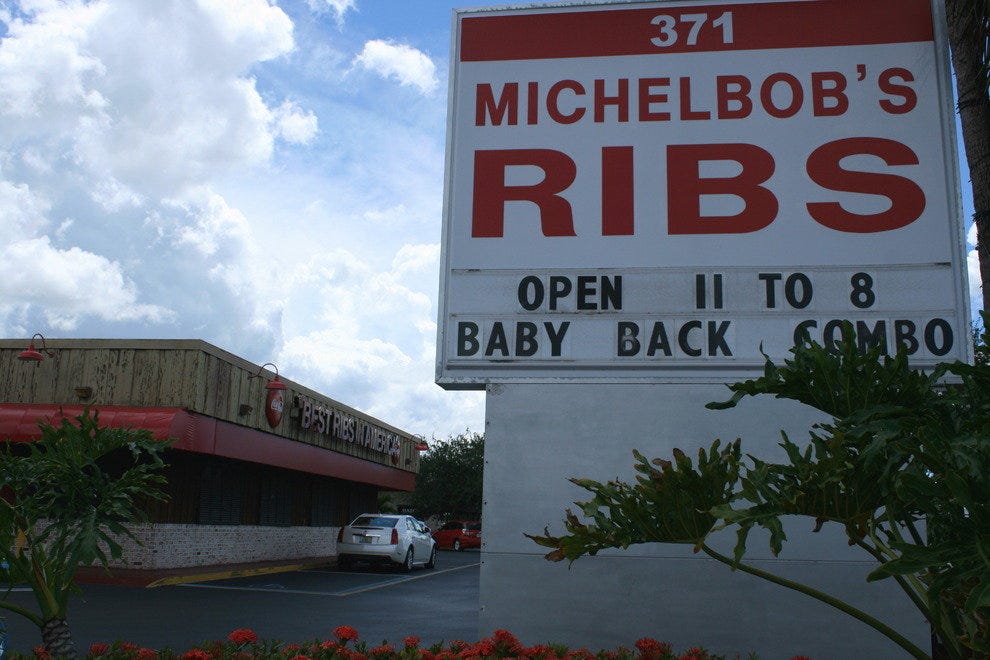 371
MICHELBOB'S
RIBS
OPEN 11 TO 8
BABY BACK COMBO
BEST RIBS IN AMERICA